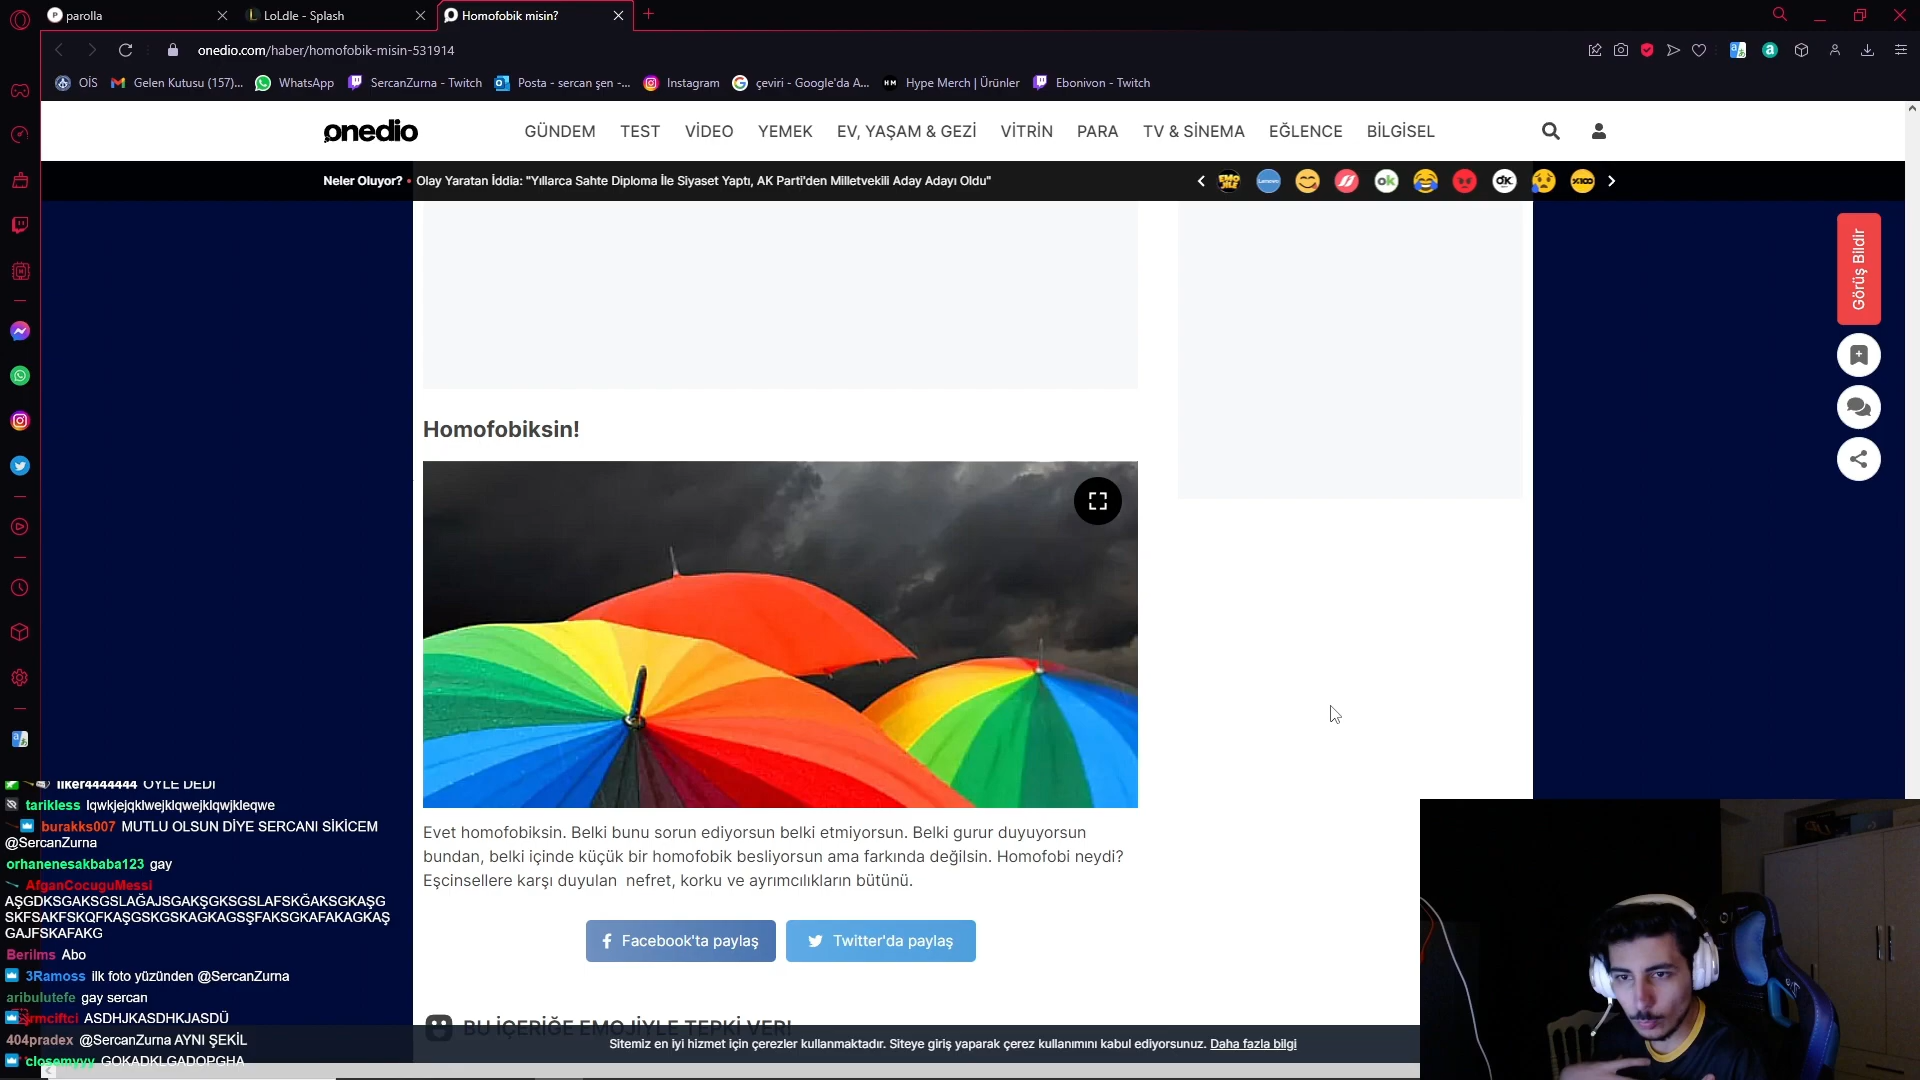 parolla
LoLdle - Splash
Homofobik misin?
onedio.com/haber/homofobik-misin-531914
OİS
Gelen Kutusu (157)...
WhatsApp
SercanZurna - Twitch
Posta - sercan şen -...
Instagram
çeviri - Google'da A...
Hype Merch | Ürünler
Ebonivon - Twitch
onedio
GÜNDEM
TEST
VİDEO
YEMEK
EV, YAŞAM & GEZİ
VİTRİN
PARA
TV & SİNEMA
EĞLENCE
BİLGİSEL
Neler Oluyor? • Olay Yaratan İddia: "Yıllarca Sahte Diploma İle Siyaset Yaptı, AK Parti'den Milletvekili Aday Adayı Oldu"
Görüş Bildir
Homofobiksin!
Evet homofobiksin. Belki bunu sorun ediyorsun belki etmiyorsun. Belki gurur duyuyorsun
bundan, belki içinde küçük bir homofobik besliyorsun ama farkında değilsin. Homofobi neydi?
Eşcinsellere karşı duyulan nefret, korku ve ayrımcılıkların bütünü.
Facebook'ta paylaş
Twitter'da paylaş
BU İÇERİĞE EMOJİYLE TEPKİ VER!
Sitemiz en iyi hizmet için çerezler kullanmaktadır. Siteye giriş yaparak çerez kullanımını kabul ediyorsunuz. Daha fazla bilgi
ilker4444444 ÖYLE DEDİ
tarikless lqwkjejqklwejklqwejklqwjkleqwe
burakks007 MUTLU OLSUN DİYE SERCANI SİKİCEM
@SercanZurna
orhanenesakbaba123 gay
AfganCocuguMessi
AŞGDKSGAKSGSLAĞAJSGAKŞGKSGSLAFSKĞAKSGKAŞG
SKFSAKFSKQFKAŞGSKGSKAGKAGSŞFAKSGKAFAKAGKAŞ
GAJFSKAFAKG
Berilms Abo
3Ramoss ilk foto yüzünden @SercanZurna
aribulutefe gay sercan
rmciftci ASDHJKASDHKJASDÜ
404pradex @SercanZurna AYNI ŞEKİL
closemyyy GOKADKLGADOPGHA